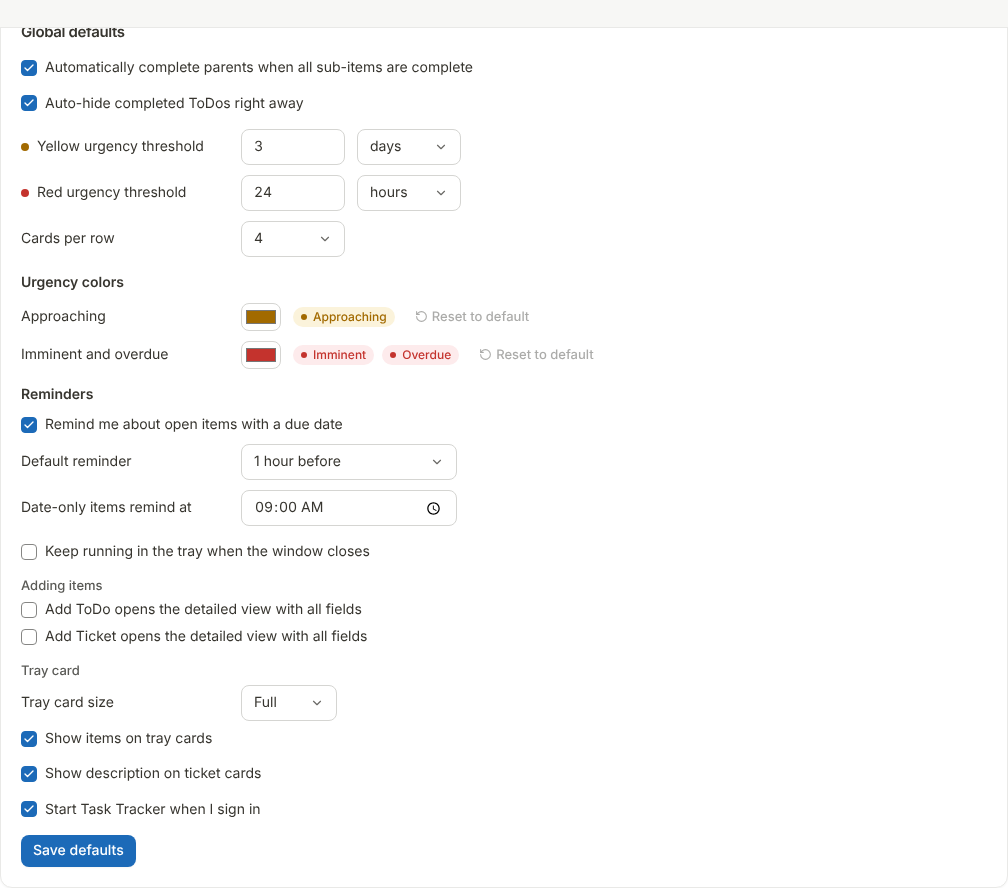 Global defaults
Automatically complete parents when all sub-items are complete
Auto-hide completed ToDos right away
Yellow urgency threshold 3 days
Red urgency threshold 24 hours
Cards per row 4
Urgency colors
Approaching Approaching Reset to default
Imminent and overdue Imminent Overdue Reset to default
Reminders
Remind me about open items with a due date
Default reminder 1 hour before
Date-only items remind at 09:00 AM
Keep running in the tray when the window closes
Adding items
Add ToDo opens the detailed view with all fields
Add Ticket opens the detailed view with all fields
Tray card
Tray card size Full
Show items on tray cards
Show description on ticket cards
Start Task Tracker when I sign in
Save defaults